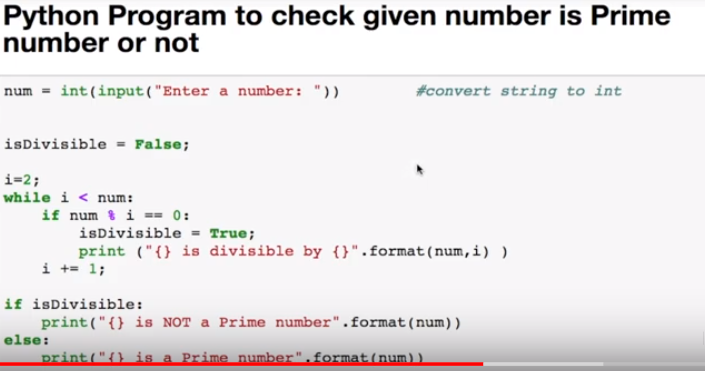 Python Program to check given number is Prime
number or not
num = int(input("Enter a number: ")) #convert string to int
isDivisible = False;
i=2;
while i < num:
    if num % i == 0:
        isDivisible = True;
        print ("{} is divisible by {}".format(num,i) )
    i += 1;
if isDivisible:
    print("{} is NOT a Prime number".format(num))
else:
    print("{} is a Prime number".format(num))